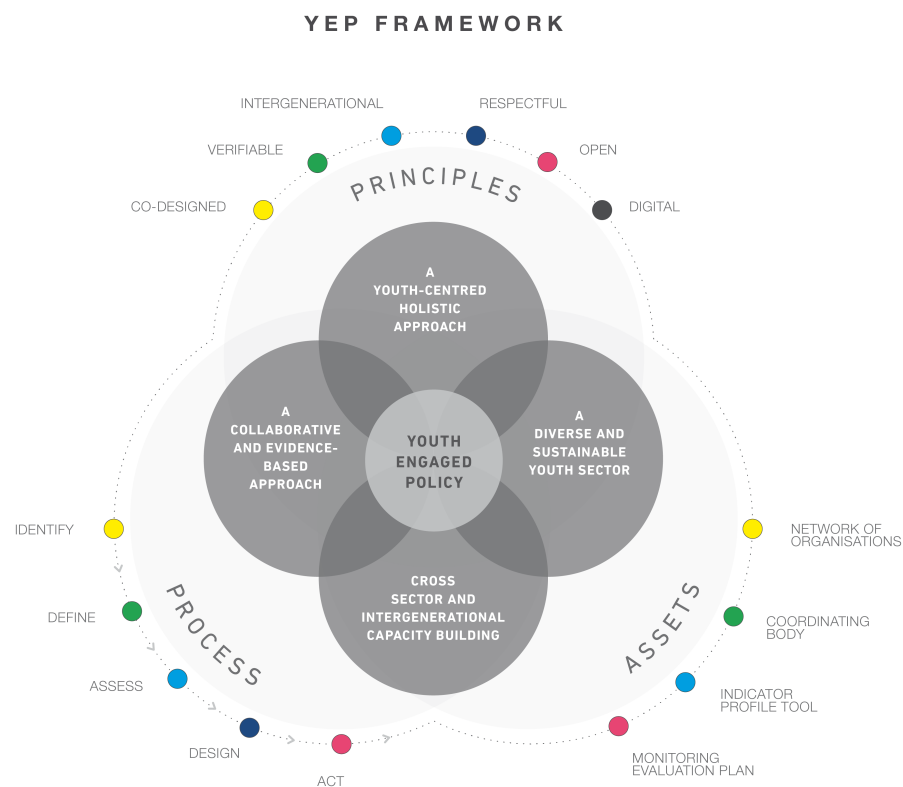 YEP FRAMEWORK
INTERGENERATIONAL
RESPECTFUL
VERIFIABLE
OPEN
CO-DESIGNED
DIGITAL
PRINCIPLES
A
YOUTH-CENTRED
HOLISTIC
APPROACH
A
COLLABORATIVE
AND EVIDENCE-
BASED
APPROACH
YOUTH
ENGAGED
POLICY
A
DIVERSE AND
SUSTAINABLE
YOUTH SECTOR
CROSS
SECTOR AND
INTERGENERATIONAL
CAPACITY BUILDING
PROCESS
IDENTIFY
DEFINE
ASSESS
DESIGN
ACT
ASSETS
NETWORK OF
ORGANISATIONS
COORDINATING
BODY
INDICATOR
PROFILE TOOL
MONITORING
EVALUATION PLAN